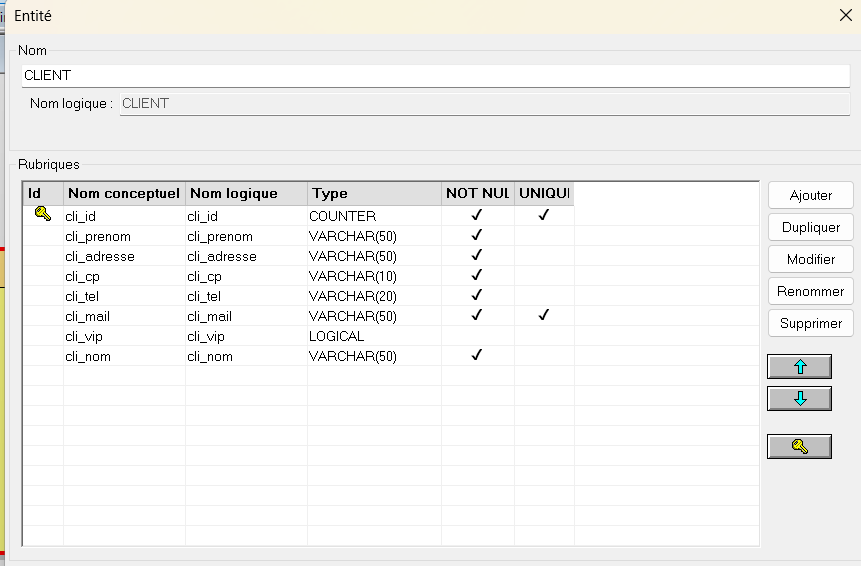 Entité
Nom
CLIENT
Nom logique : CLIENT
Rubriques
Id Nom conceptuel Nom logique Type NOT NUL UNIQUI
cli_id cli_id COUNTER ✓ ✓
cli_prenom cli_prenom VARCHAR(50) ✓
cli_adresse cli_adresse VARCHAR(50) ✓
cli_cp cli_cp VARCHAR(10) ✓
cli_tel cli_tel VARCHAR(20) ✓
cli_mail cli_mail VARCHAR(50) ✓ ✓
cli_vip cli_vip LOGICAL
cli_nom cli_nom VARCHAR(50) ✓
Ajouter
Dupliquer
Modifier
Renommer
Supprimer